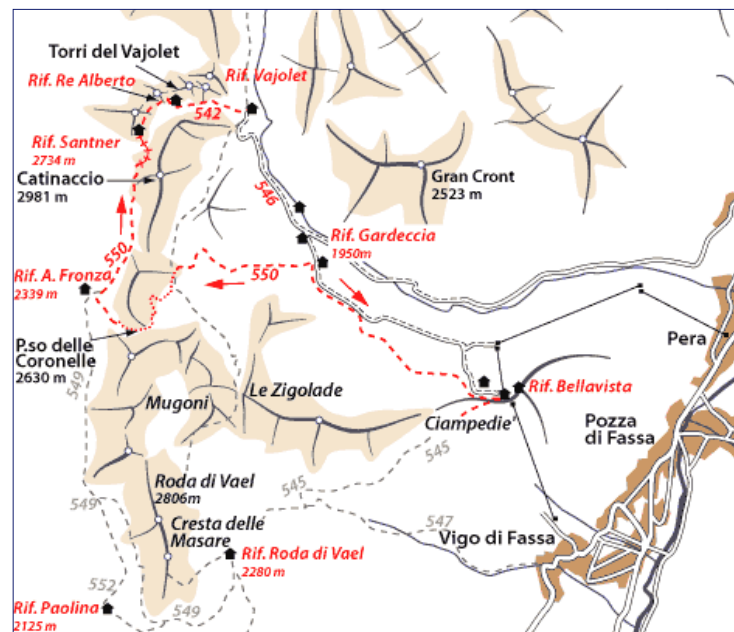 Torri del Vajolet
Rif. Re Alberto
Rif. Vajolet
542
Rif. Santner
2734 m
Catinaccio
2981 m
Gran Cront
2523 m
546
Rif. Gardeccia
1950m
550
550
Rif. A. Fronza
2339 m
P.so delle
Coronelle
2630 m
549
Pera
Le Zigolade
Mugoni
Rif. Bellavista
Ciampedie'
Pozza
di Fassa
545
Roda di Vael
2806m
545
549
Cresta delle
Masare
547
Vigo di Fassa
Rif. Roda di Vael
2280 m
552
549
Rif. Paolina
2125 m